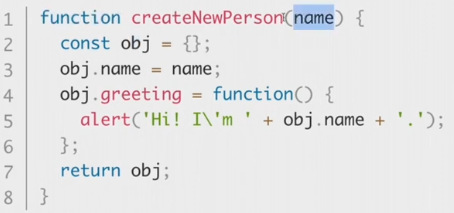 1 function createNewPerson(name) {
2   const obj = {};
3   obj.name = name;
4   obj.greeting = function() {
5     alert('Hi! I\'m ' + obj.name + '.');
6   };
7   return obj;
8 }